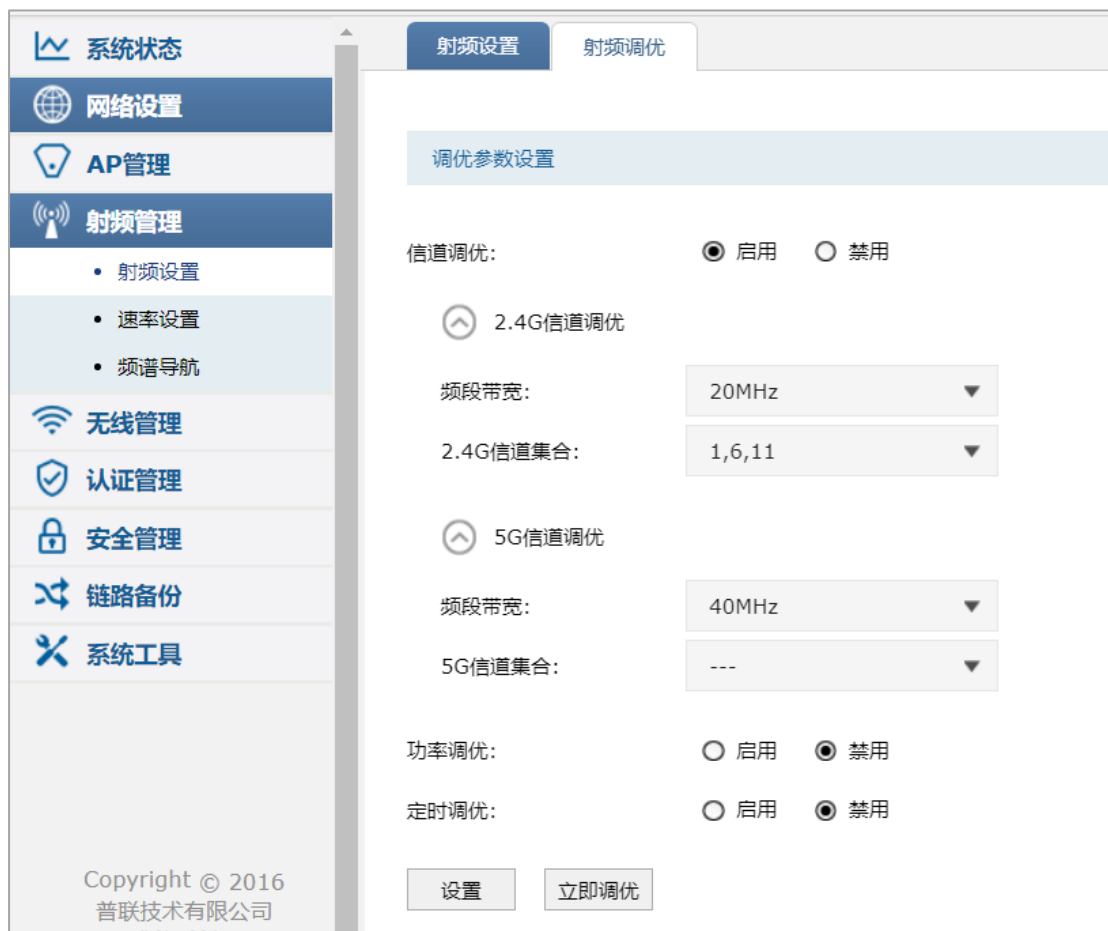 系统状态
网络设置
AP管理
射频管理
射频设置
速率设置
频谱导航
无线管理
认证管理
安全管理
链路备份
系统工具
Copyright © 2016
普联技术有限公司
射频设置 射频调优
调优参数设置
信道调优: 启用 禁用
2.4G信道调优
频段带宽: 20MHz
2.4G信道集合: 1,6,11
5G信道调优
频段带宽: 40MHz
5G信道集合: ---
功率调优: 启用 禁用
定时调优: 启用 禁用
设置 立即调优